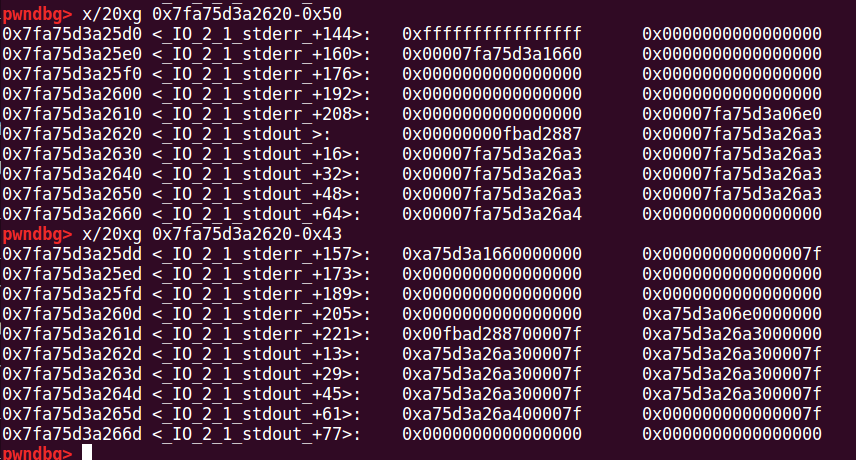 pwndbg> x/20xg 0x7fa75d3a2620-0x50
0x7fa75d3a25d0 <_IO_2_1_stderr_+144>: 0xffffffffffffffff 0x0000000000000000
0x7fa75d3a25e0 <_IO_2_1_stderr_+160>: 0x00007fa75d3a1660 0x0000000000000000
0x7fa75d3a25f0 <_IO_2_1_stderr_+176>: 0x0000000000000000 0x0000000000000000
0x7fa75d3a2600 <_IO_2_1_stderr_+192>: 0x0000000000000000 0x0000000000000000
0x7fa75d3a2610 <_IO_2_1_stderr_+208>: 0x0000000000000000 0x00007fa75d3a06e0
0x7fa75d3a2620 <_IO_2_1_stdout_>: 0x00000000fbad2887 0x00007fa75d3a26a3
0x7fa75d3a2630 <_IO_2_1_stdout_+16>: 0x00007fa75d3a26a3 0x00007fa75d3a26a3
0x7fa75d3a2640 <_IO_2_1_stdout_+32>: 0x00007fa75d3a26a3 0x00007fa75d3a26a3
0x7fa75d3a2650 <_IO_2_1_stdout_+48>: 0x00007fa75d3a26a3 0x00007fa75d3a26a3
0x7fa75d3a2660 <_IO_2_1_stdout_+64>: 0x00007fa75d3a26a4 0x0000000000000000
pwndbg> x/20xg 0x7fa75d3a2620-0x43
0x7fa75d3a25dd <_IO_2_1_stderr_+157>: 0xa75d3a1660000000 0x000000000000007f
0x7fa75d3a25ed <_IO_2_1_stderr_+173>: 0x0000000000000000 0x0000000000000000
0x7fa75d3a25fd <_IO_2_1_stderr_+189>: 0x0000000000000000 0x0000000000000000
0x7fa75d3a260d <_IO_2_1_stderr_+205>: 0x0000000000000000 0xa75d3a06e0000000
0x7fa75d3a261d <_IO_2_1_stderr_+221>: 0x00fbad288700007f 0xa75d3a26a3000000
0x7fa75d3a262d <_IO_2_1_stdout_+13>: 0xa75d3a26a300007f 0xa75d3a26a300007f
0x7fa75d3a263d <_IO_2_1_stdout_+29>: 0xa75d3a26a300007f 0xa75d3a26a300007f
0x7fa75d3a264d <_IO_2_1_stdout_+45>: 0xa75d3a26a300007f 0xa75d3a26a300007f
0x7fa75d3a265d <_IO_2_1_stdout_+61>: 0xa75d3a26a400007f 0x000000000000007f
0x7fa75d3a266d <_IO_2_1_stdout_+77>: 0x0000000000000000 0x0000000000000000
pwndbg>